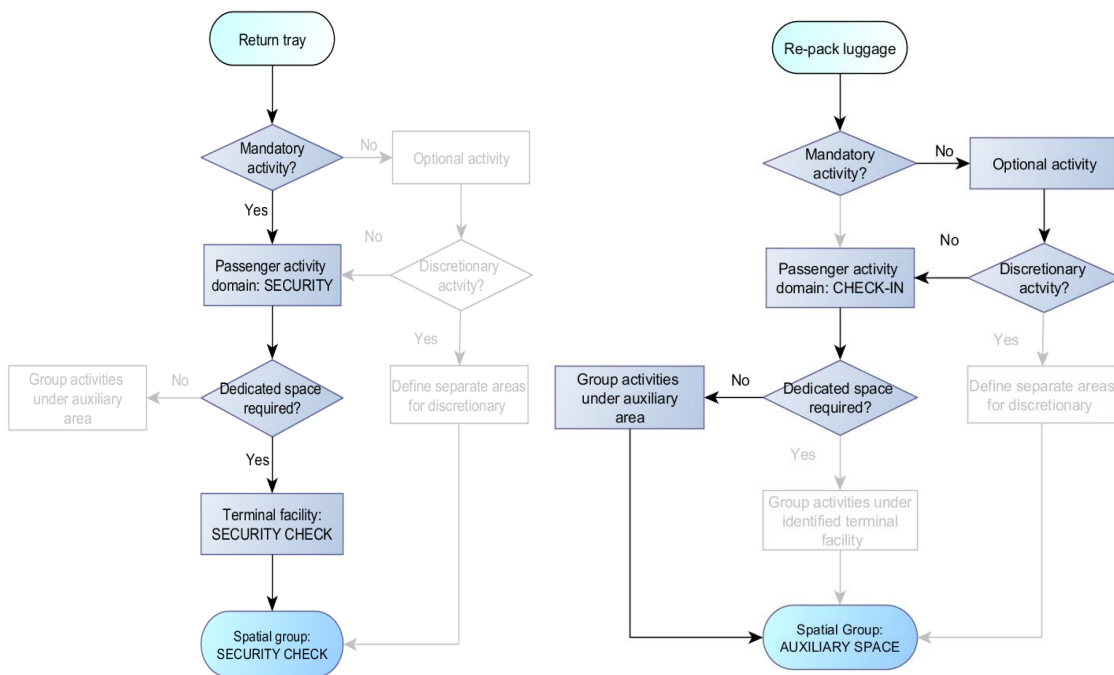 Return tray
Mandatory
activity?
No
Optional activity
Yes
No
Passenger activity
domain: SECURITY
Discretionary
actvity?
Yes
Group activities
under auxiliary
area
No
Dedicated space
required?
Define separate areas
for discretionary
Yes
Terminal facility:
SECURITY CHECK
Spatial group:
SECURITY CHECK
Re-pack luggage
Mandatory
activity?
No
Optional activity
No
Passenger activity
domain: CHECK-IN
Discretionary
actvity?
Yes
Group activities
under auxiliary
area
No
Dedicated space
required?
Define separate areas
for discretionary
Yes
Group activities under
identified terminal
facility
Spatial Group:
AUXILIARY SPACE